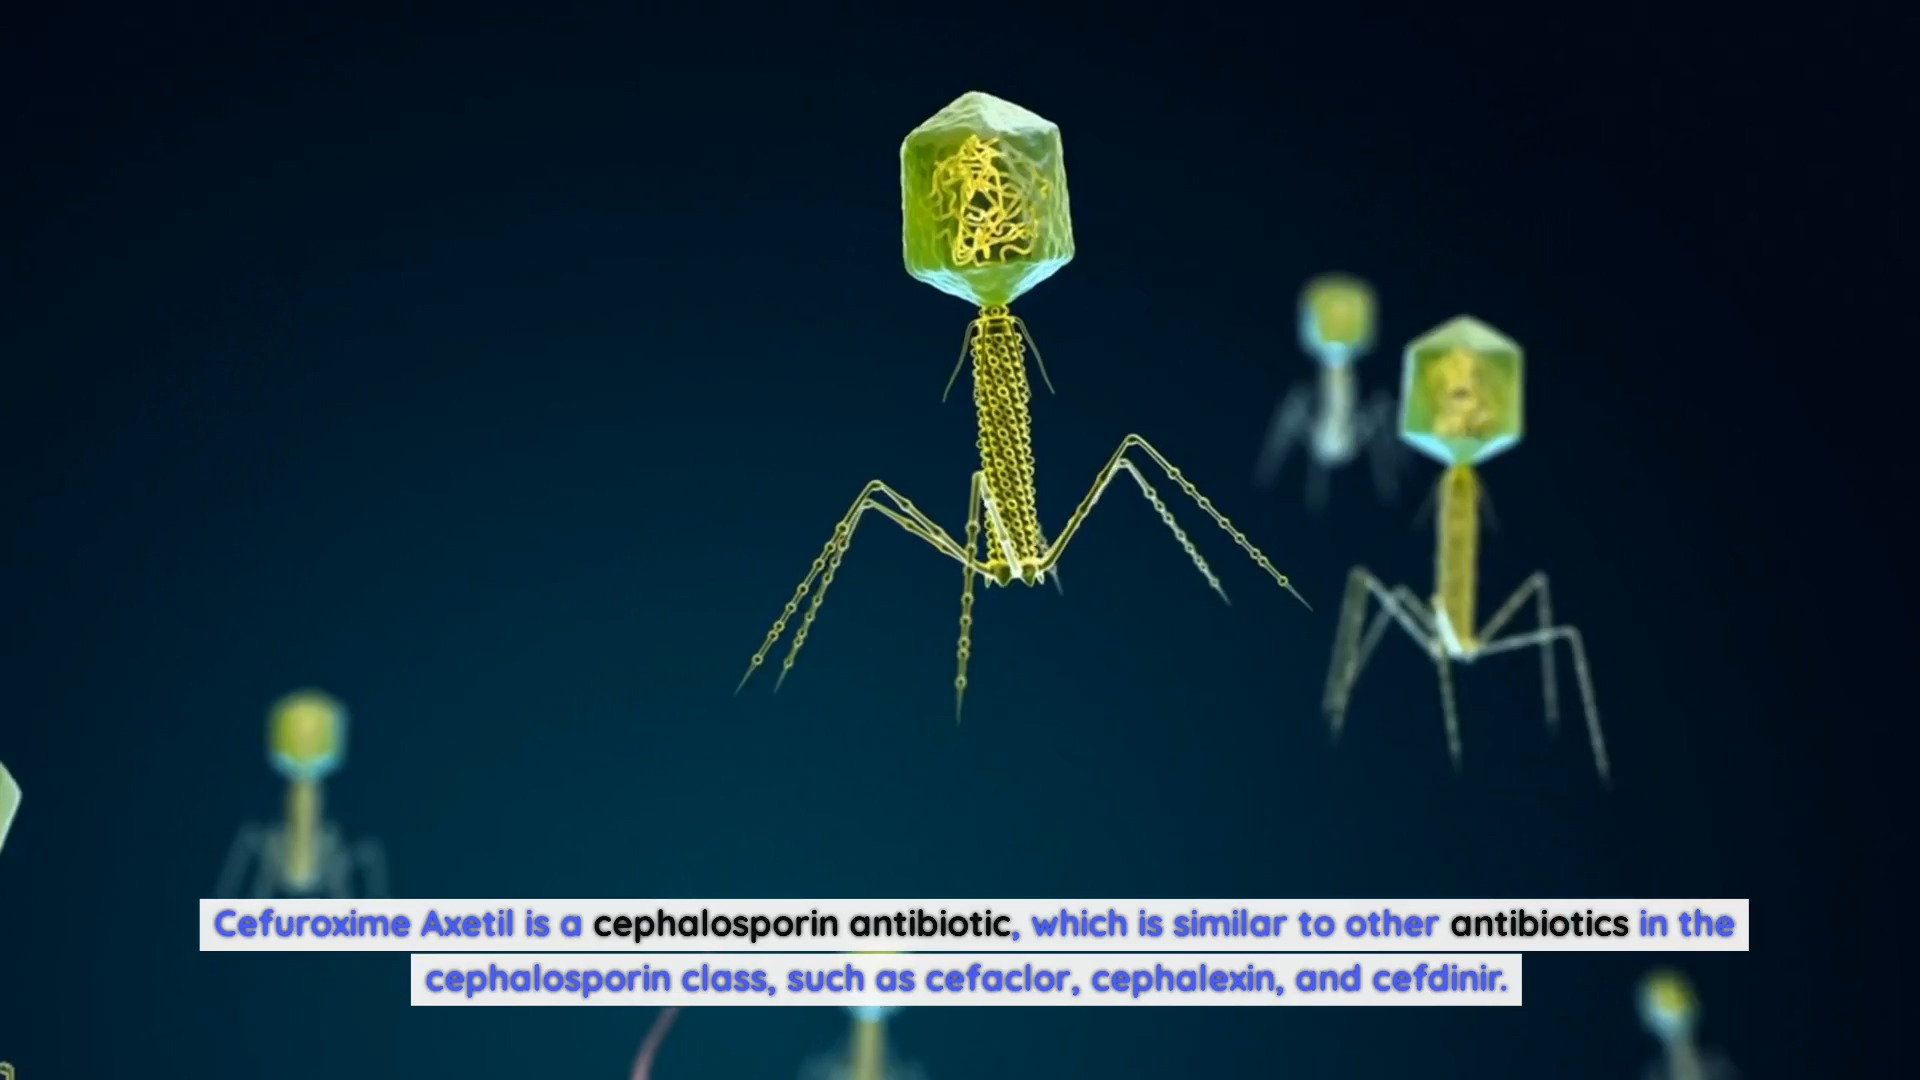 Cefuroxime Axetil is a cephalosporin antibiotic, which is similar to other antibiotics in the
cephalosporin class, such as cefaclor, cephalexin, and cefdinir.